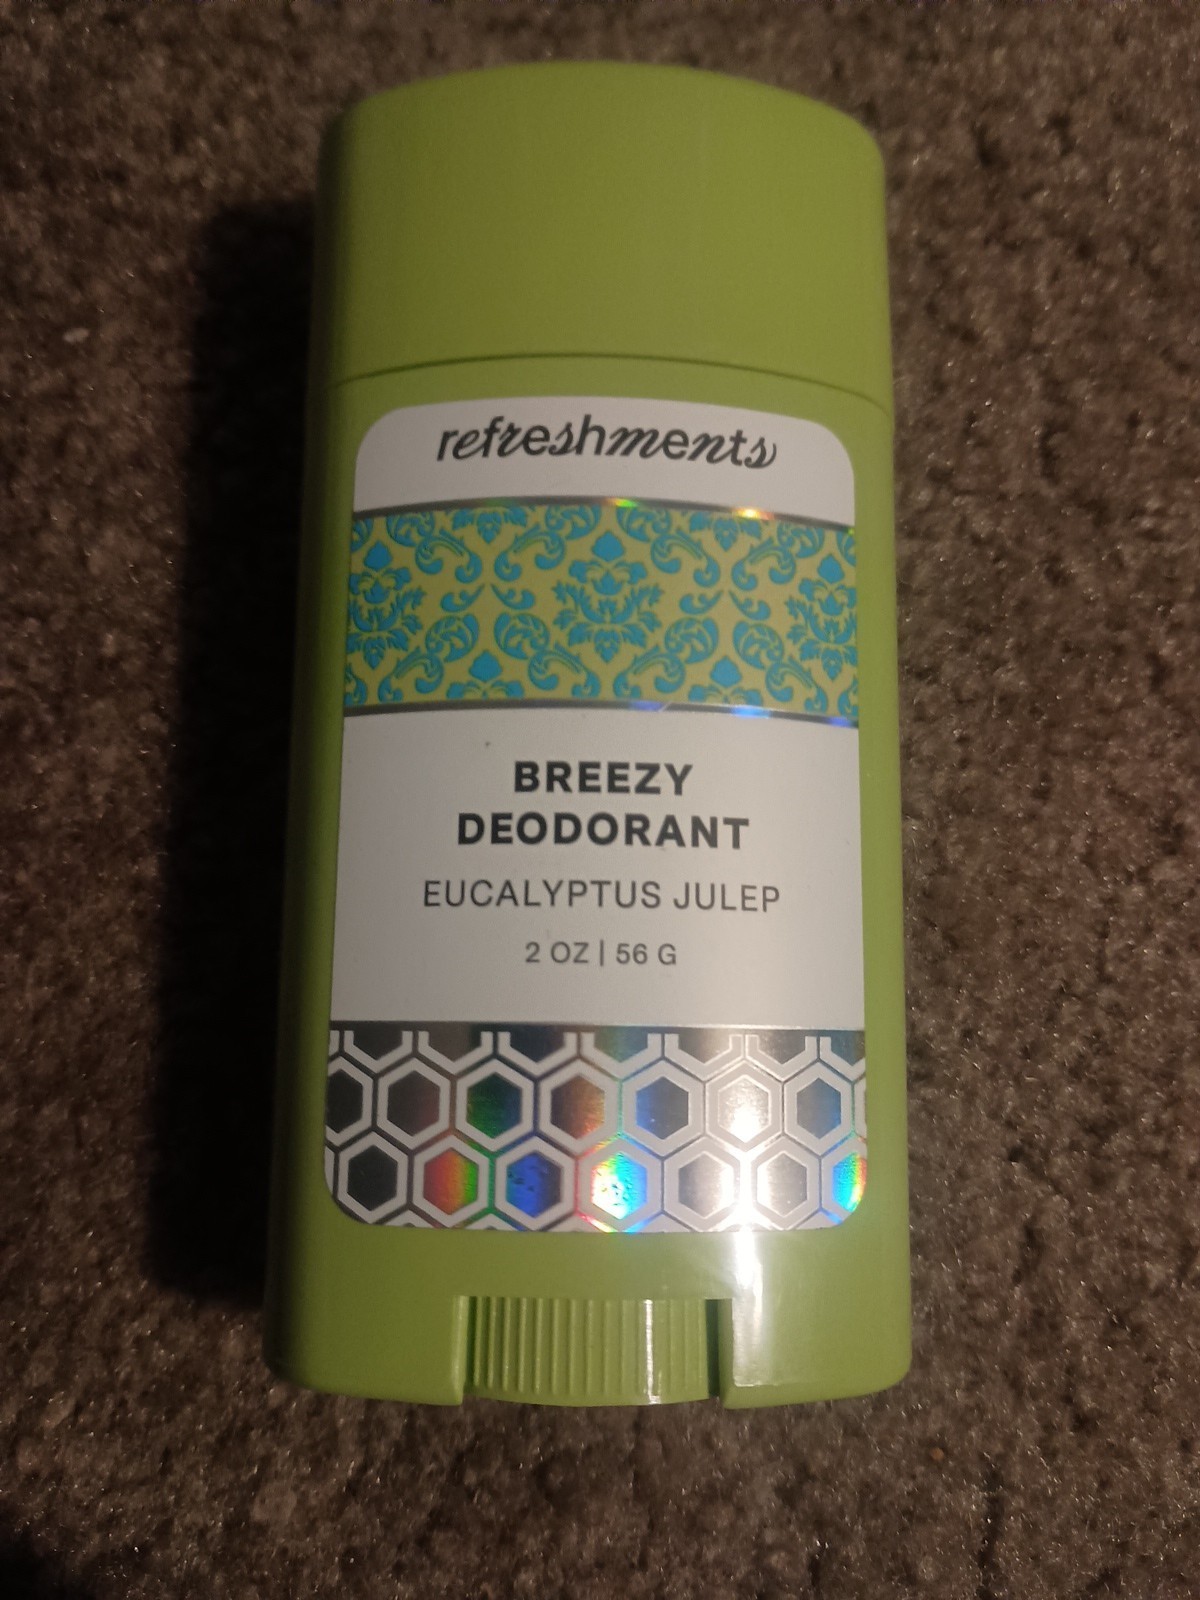 refreshments
BREEZY
DEODORANT
EUCALYPTUS JULEP
2 OZ | 56 G